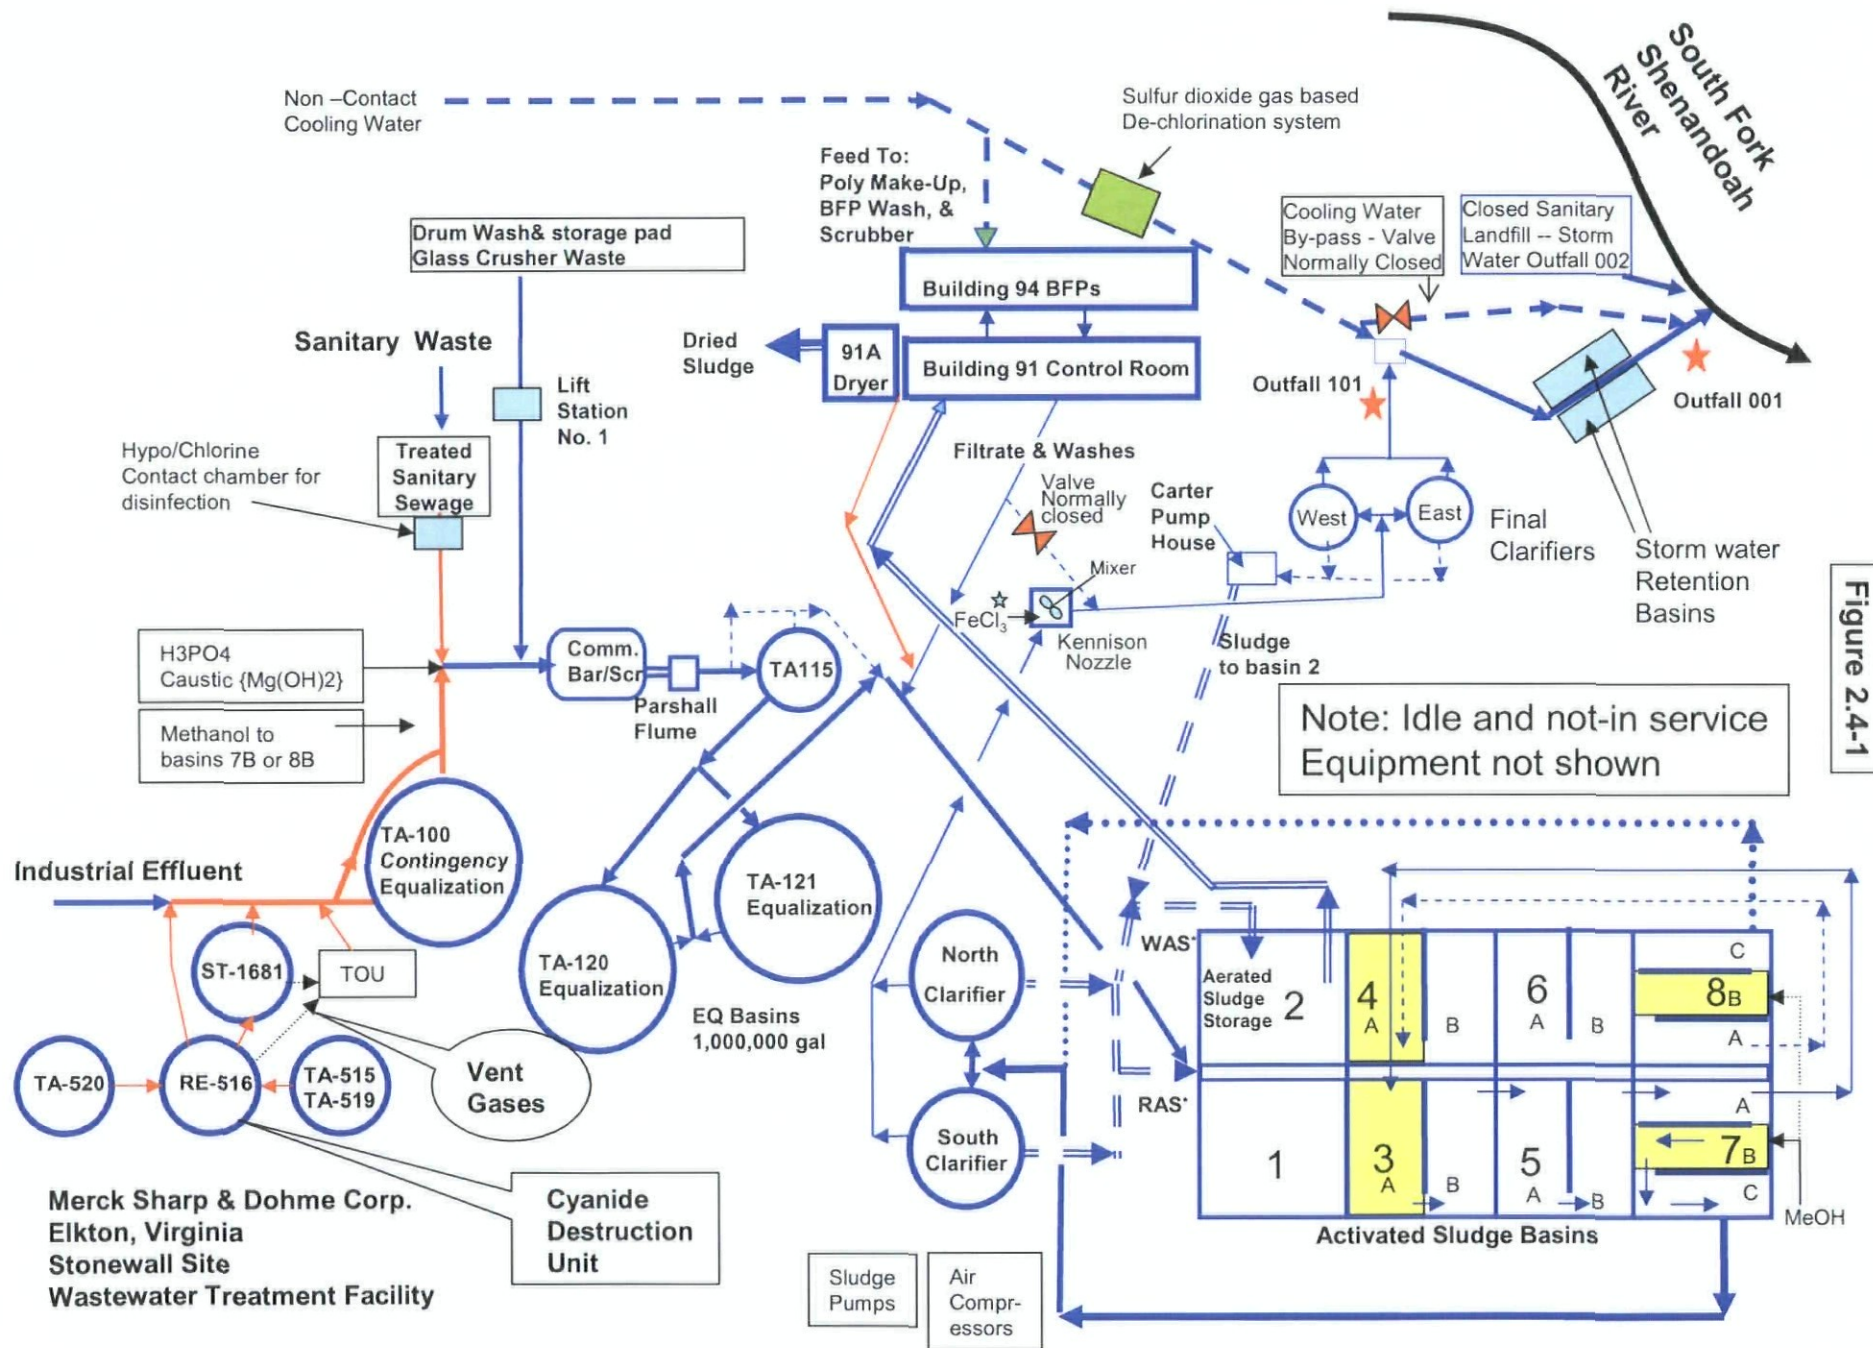 Non –Contact
Cooling Water
Sulfur dioxide gas based
De-chlorination system
South Fork
Shenandoah
River
Feed To:
Poly Make-Up,
BFP Wash, &
Scrubber
Drum Wash& storage pad
Glass Crusher Waste
Cooling Water
By-pass - Valve
Normally Closed
Closed Sanitary
Landfill -- Storm
Water Outfall 002
Building 94 BFPs
Sanitary Waste
Dried
Sludge
91A
Dryer
Building 91 Control Room
Lift
Station
No. 1
Outfall 101
Outfall 001
Hypo/Chlorine
Contact chamber for
disinfection
Treated
Sanitary
Sewage
Filtrate & Washes
Valve
Normally
closed
Carter
Pump
House
West
East
Final
Clarifiers
Storm water
Retention
Basins
Mixer
FeCl3
Kennison
Nozzle
Sludge
to basin 2
Figure 2.4-1
H3PO4
Caustic {Mg(OH)2}
Comm.
Bar/Scr
TA115
Parshall
Flume
Methanol to
basins 7B or 8B
Note: Idle and not-in service
Equipment not shown
TA-100
Contingency
Equalization
Industrial Effluent
TA-121
Equalization
TA-120
Equalization
EQ Basins
1,000,000 gal
ST-1681
TOU
North
Clarifier
WAS*
Aerated
Sludge
Storage
2
4
A
B
6
A
B
C
8B
A
TA-520
RE-516
TA-515
TA-519
Vent
Gases
South
Clarifier
RAS*
1
3
A
B
5
A
B
A
7B
C
MeOH
Activated Sludge Basins
Merck Sharp & Dohme Corp.
Elkton, Virginia
Stonewall Site
Wastewater Treatment Facility
Cyanide
Destruction
Unit
Sludge
Pumps
Air
Compr-
essors